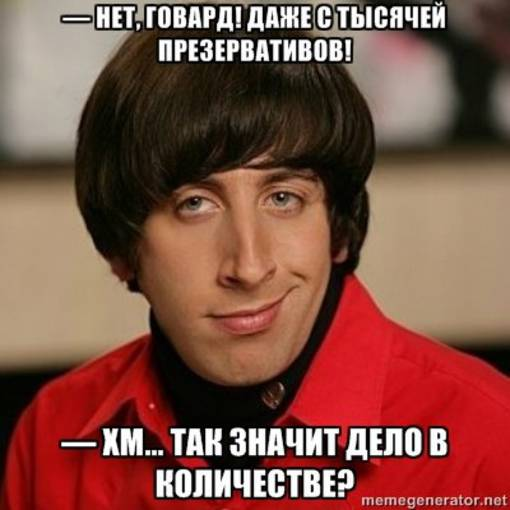 — НЕТ, ГОВАРД! ДАЖЕ С ТЫСЯЧЕЙ
ПРЕЗЕРВАТИВОВ!
— ХМ... ТАК ЗНАЧИТ ДЕЛО В
КОЛИЧЕСТВЕ?
memegenerator.net